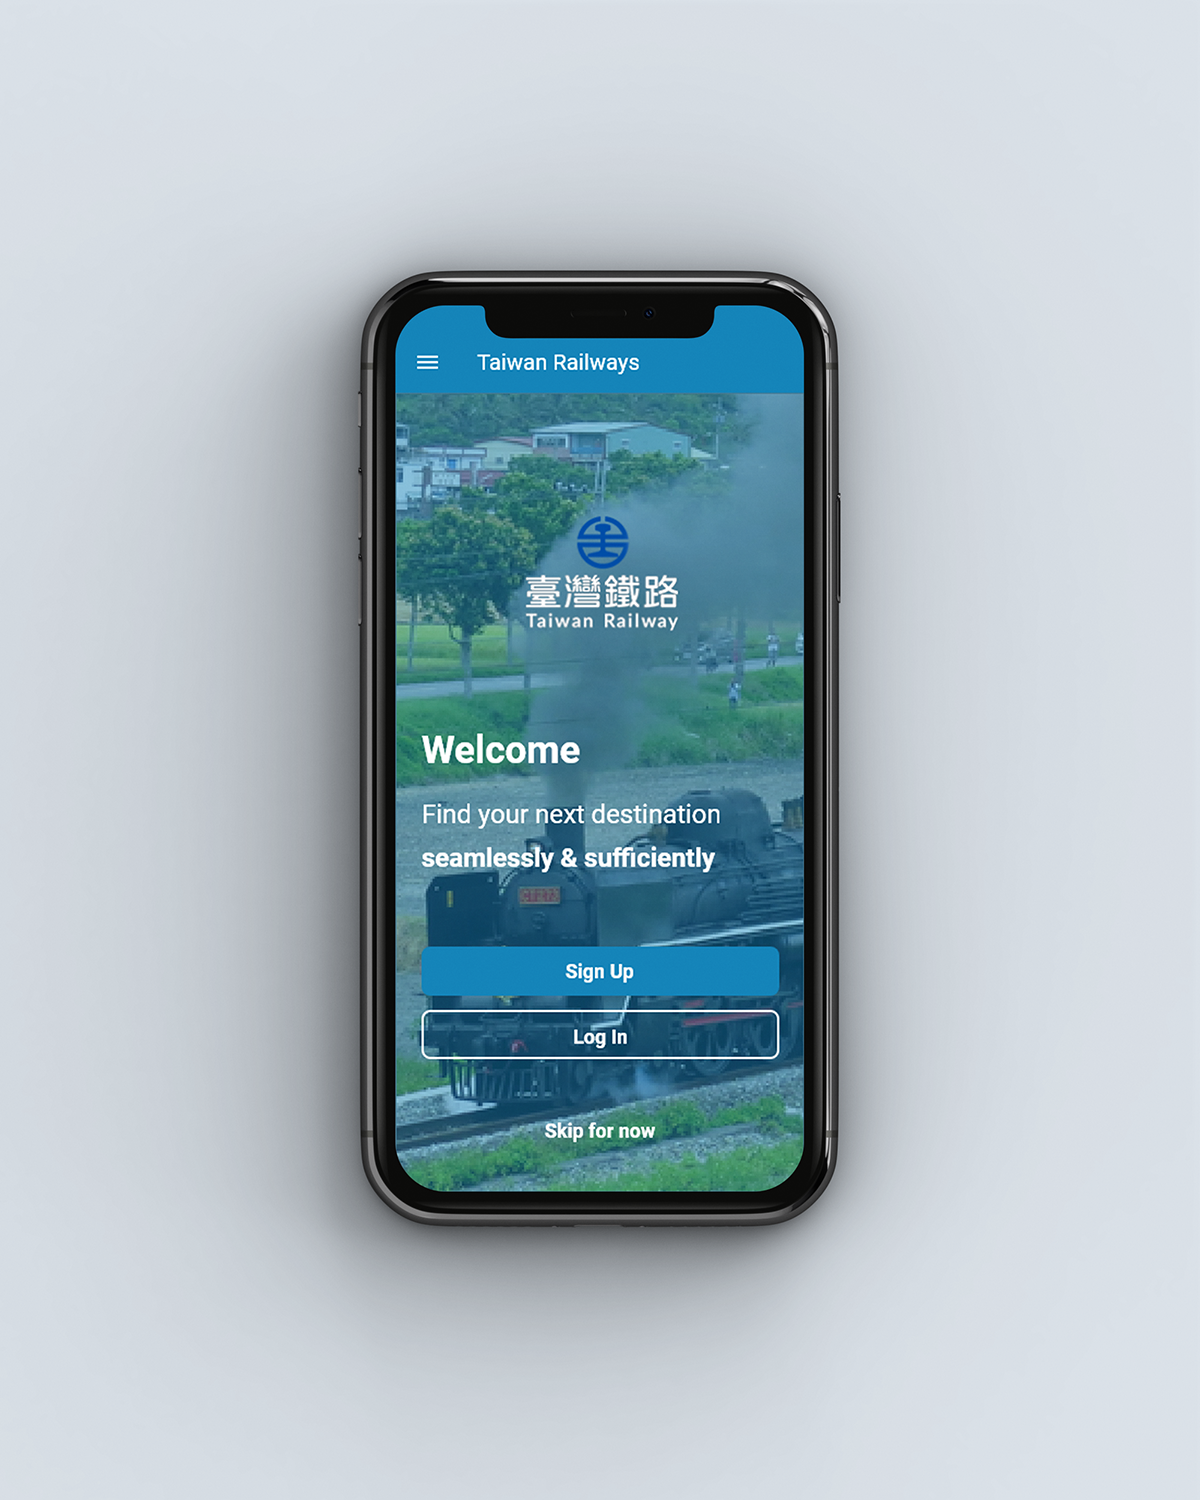 Taiwan Railways
臺灣鐵路
Taiwan Railway
Welcome
Find your next destination
seamlessly & sufficiently
Sign Up
Log In
Skip for now